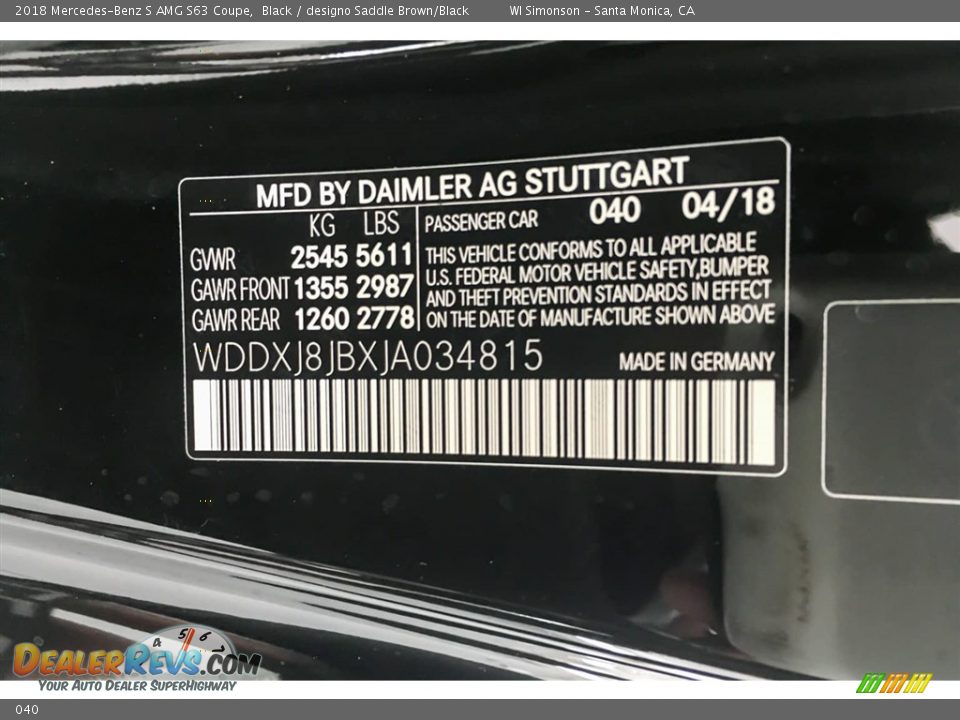 2018 Mercedes-Benz S AMG S63 Coupe, Black / designo Saddle Brown/Black WI Simonson - Santa Monica, CA
MFD BY DAIMLER AG STUTTGART
KG LBS PASSENGER CAR 040 04/18
GVWR 2545 5611
GAWR FRONT 1355 2987
GAWR REAR 1260 2778
THIS VEHICLE CONFORMS TO ALL APPLICABLE
U.S. FEDERAL MOTOR VEHICLE SAFETY,BUMPER
AND THEFT PREVENTION STANDARDS IN EFFECT
ON THE DATE OF MANUFACTURE SHOWN ABOVE
WDDXJ8JBXJA034815 MADE IN GERMANY
4 5 6
DEALERREVS.COM
YOUR AUTO DEALER SUPERHIGHWAY
040